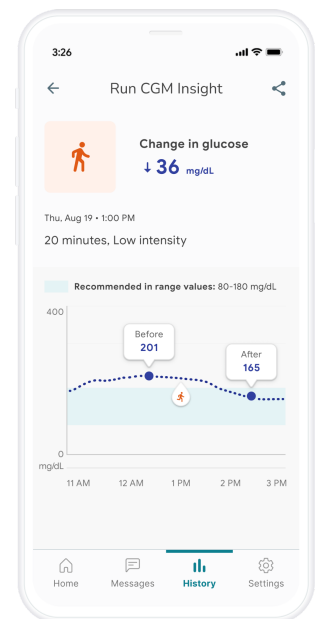 3:26
Run CGM Insight
Change in glucose
↓ 36 mg/dL
Thu, Aug 19 • 1:00 PM
20 minutes, Low intensity
Recommended in range values: 80-180 mg/dL
400
Before
201
After
165
0
mg/dL
11 AM 12 AM 1 PM 2 PM 3 PM
Home Messages History Settings